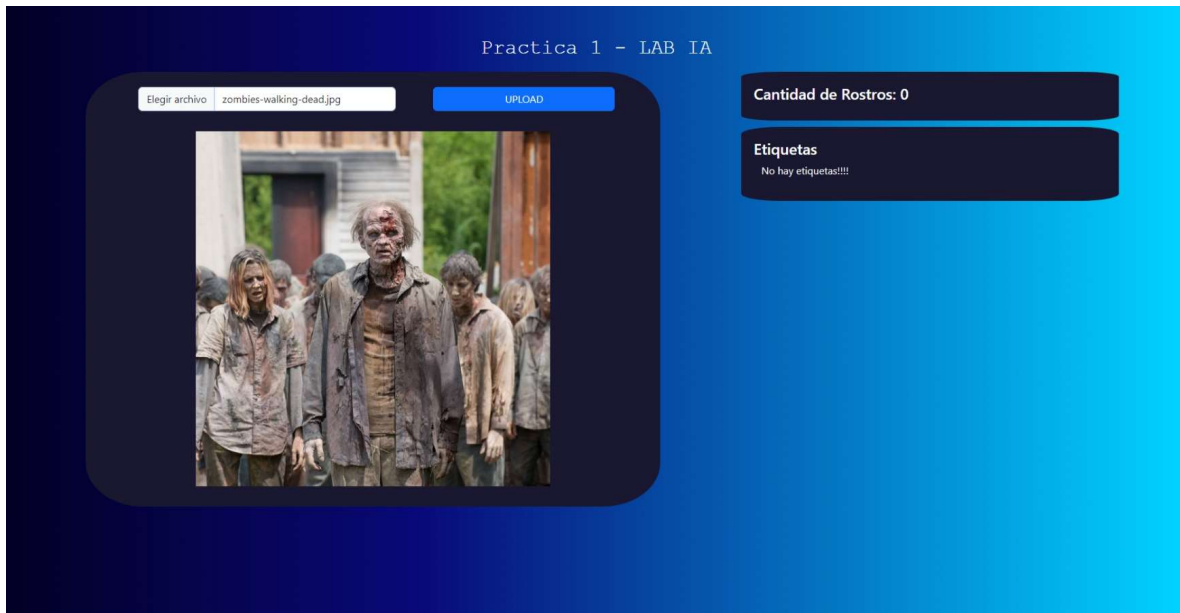 Practica 1 - LAB IA
Elegir archivo zombies-walking-dead.jpg
UPLOAD
Cantidad de Rostros: 0
Etiquetas
No hay etiquetas!!!!